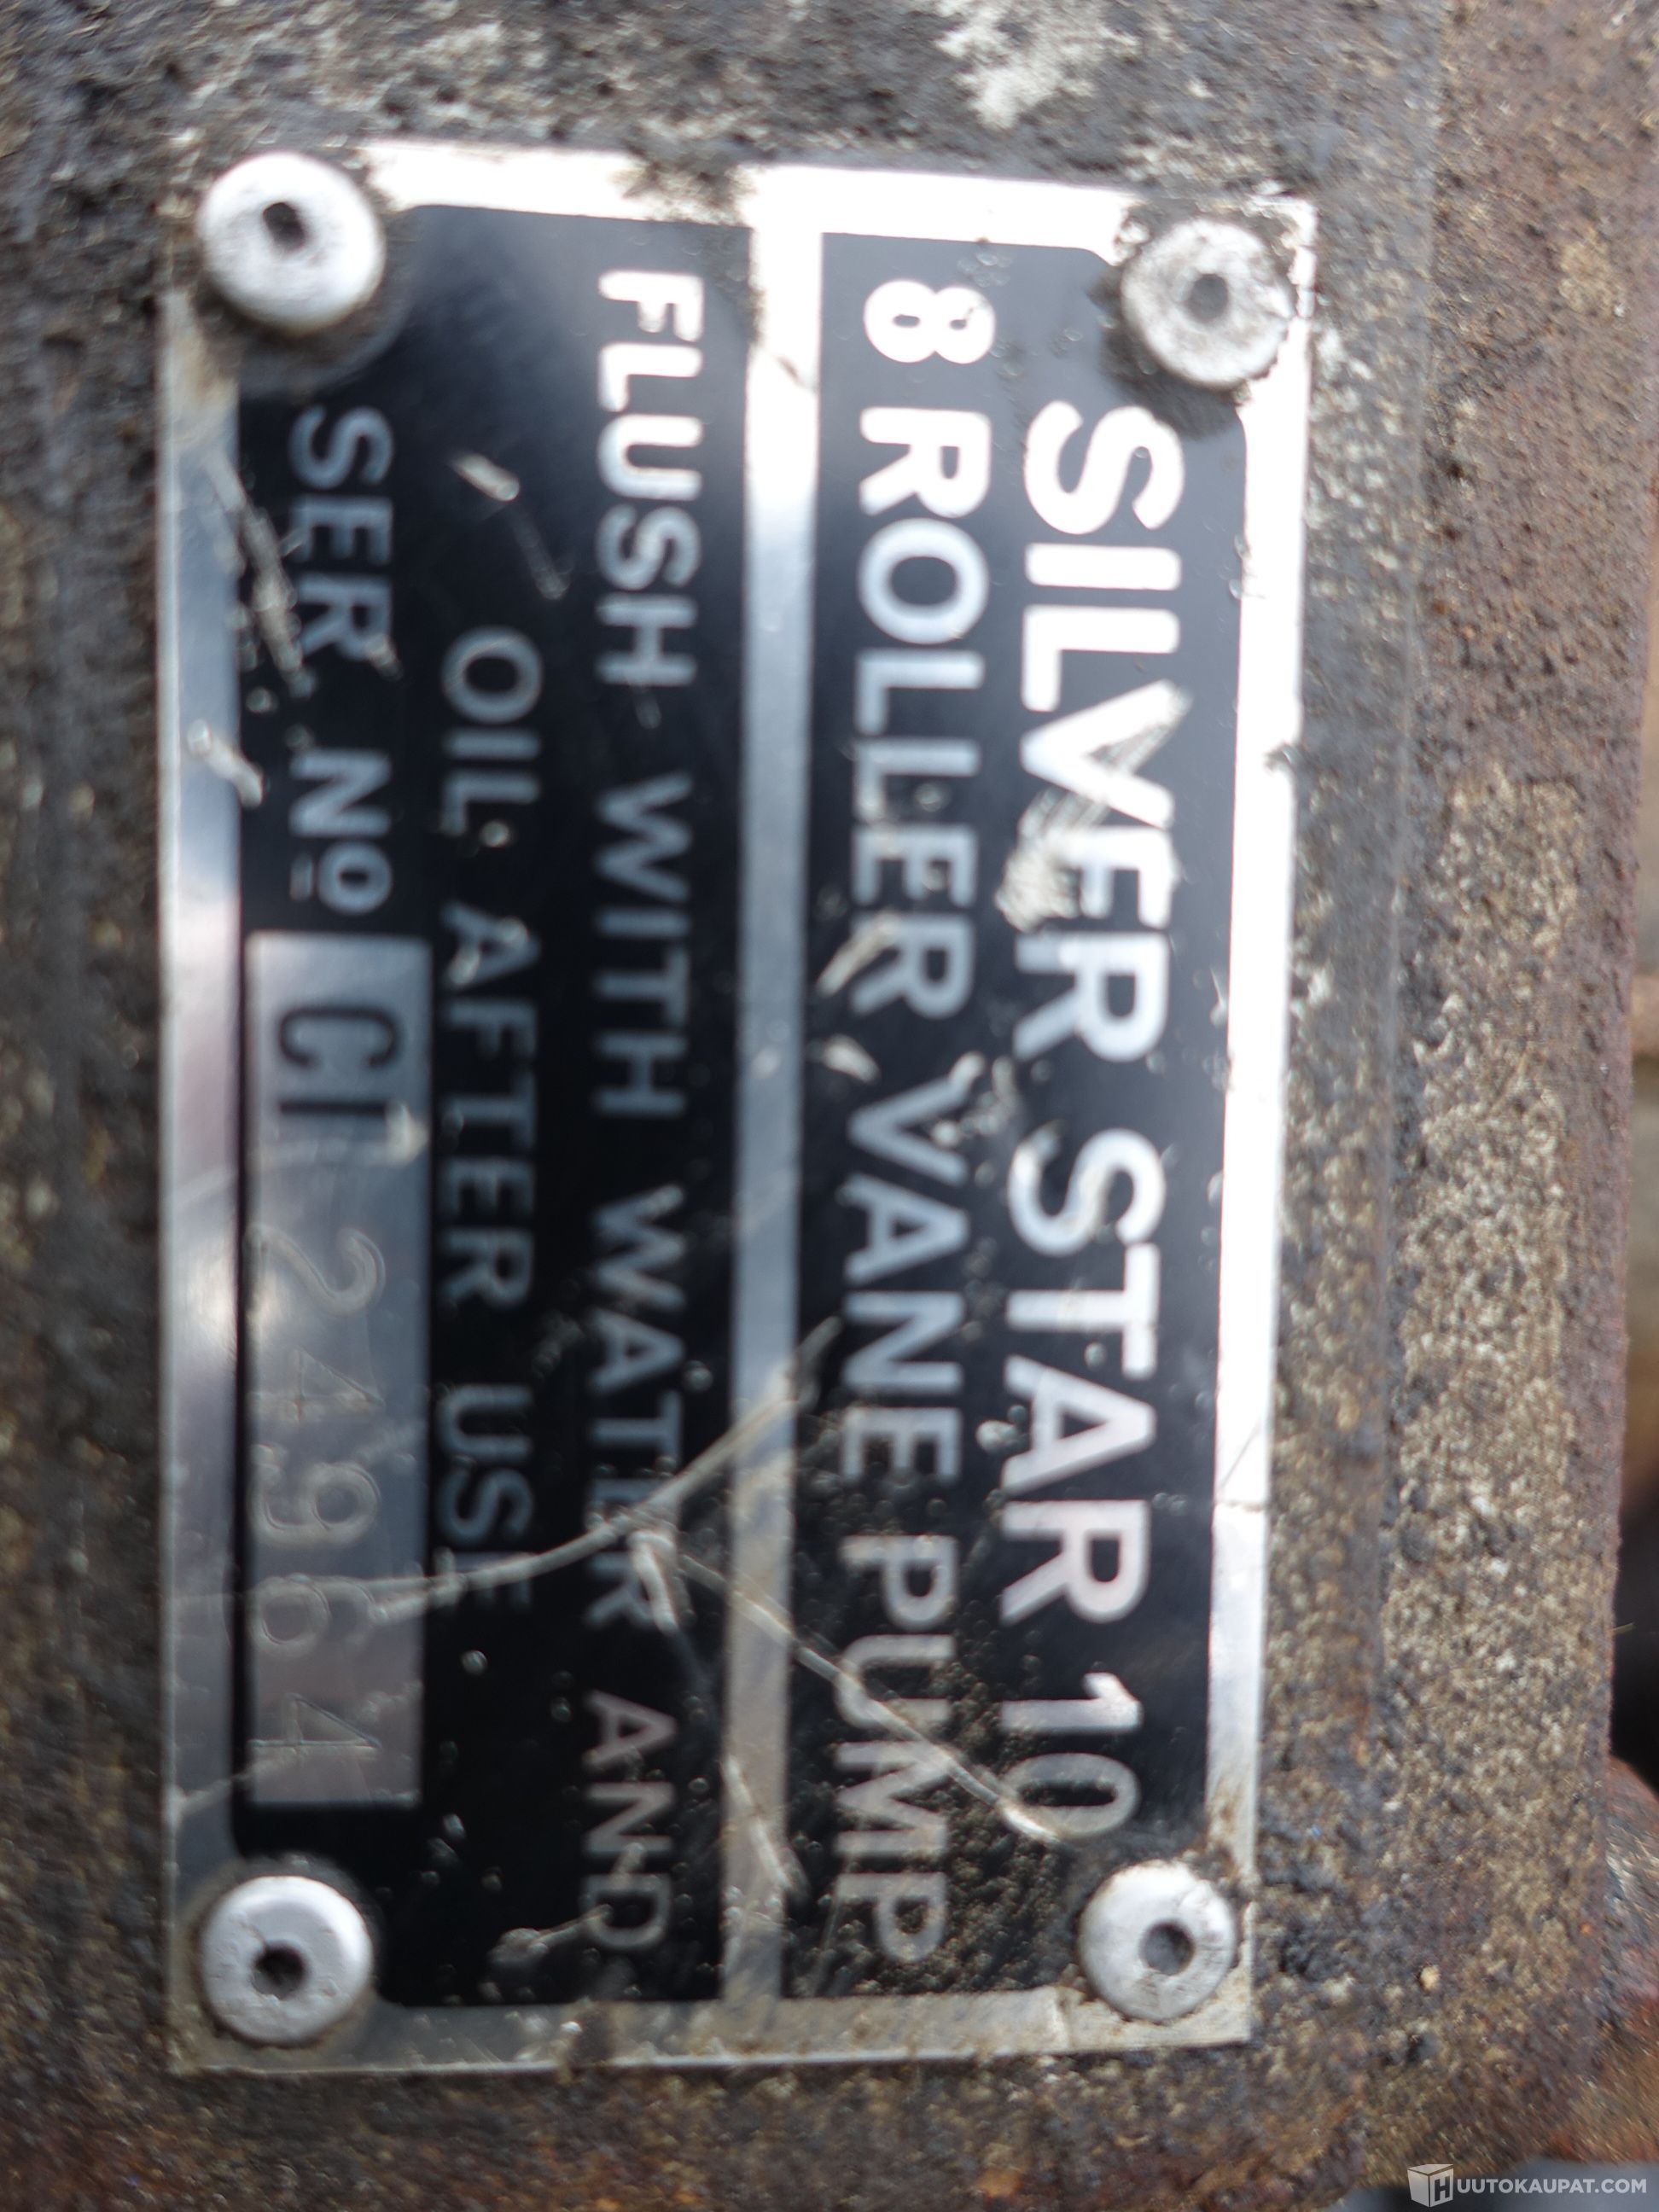 SILVER STAR 10
8 ROLLER VANE PUMP
FLUSH WITH WATER AND
OIL AFTER USE
SER Nº CI 24964
HUUTOKAUPAT.COM